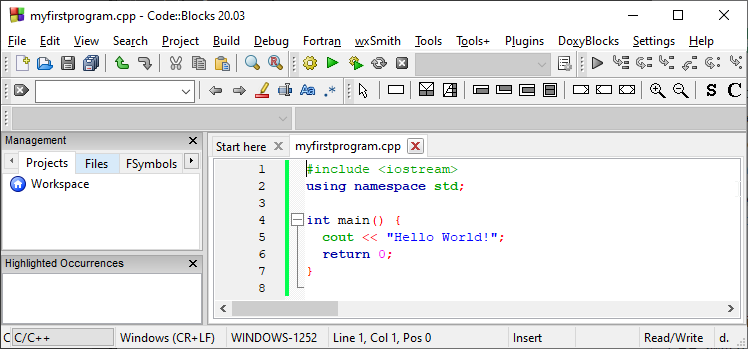 myfirstprogram.cpp - Code::Blocks 20.03
File Edit View Search Project Build Debug Fortran wxSmith Tools Tools+ Plugins DoxyBlocks Settings Help
Aa .*
S C
Management
Projects Files FSymbols
Workspace
Highlighted Occurrences
Start here myfirstprogram.cpp
1 #include <iostream>
2 using namespace std;
3
4 int main() {
5 cout << "Hello World!";
6 return 0;
7 }
8
C C/C++ Windows (CR+LF) WINDOWS-1252 Line 1, Col 1, Pos 0 Insert Read/Write d.